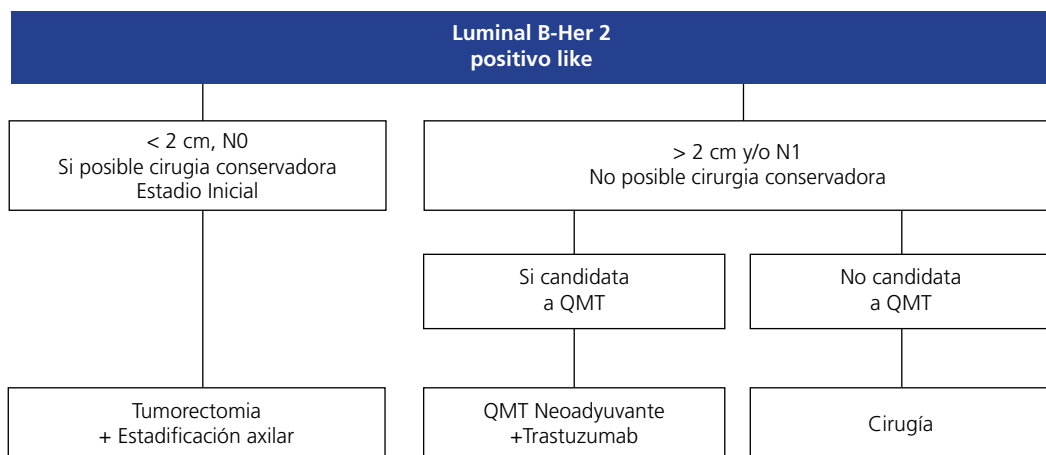 Luminal B-Her 2
positivo like
< 2 cm, N0
Si posible cirugia conservadora
Estadio Inicial
> 2 cm y/o N1
No posible cirurgia conservadora
Si candidata
a QMT
No candidata
a QMT
Tumorectomia
+ Estadificación axilar
QMT Neoadyuvante
+Trastuzumab
Cirugía